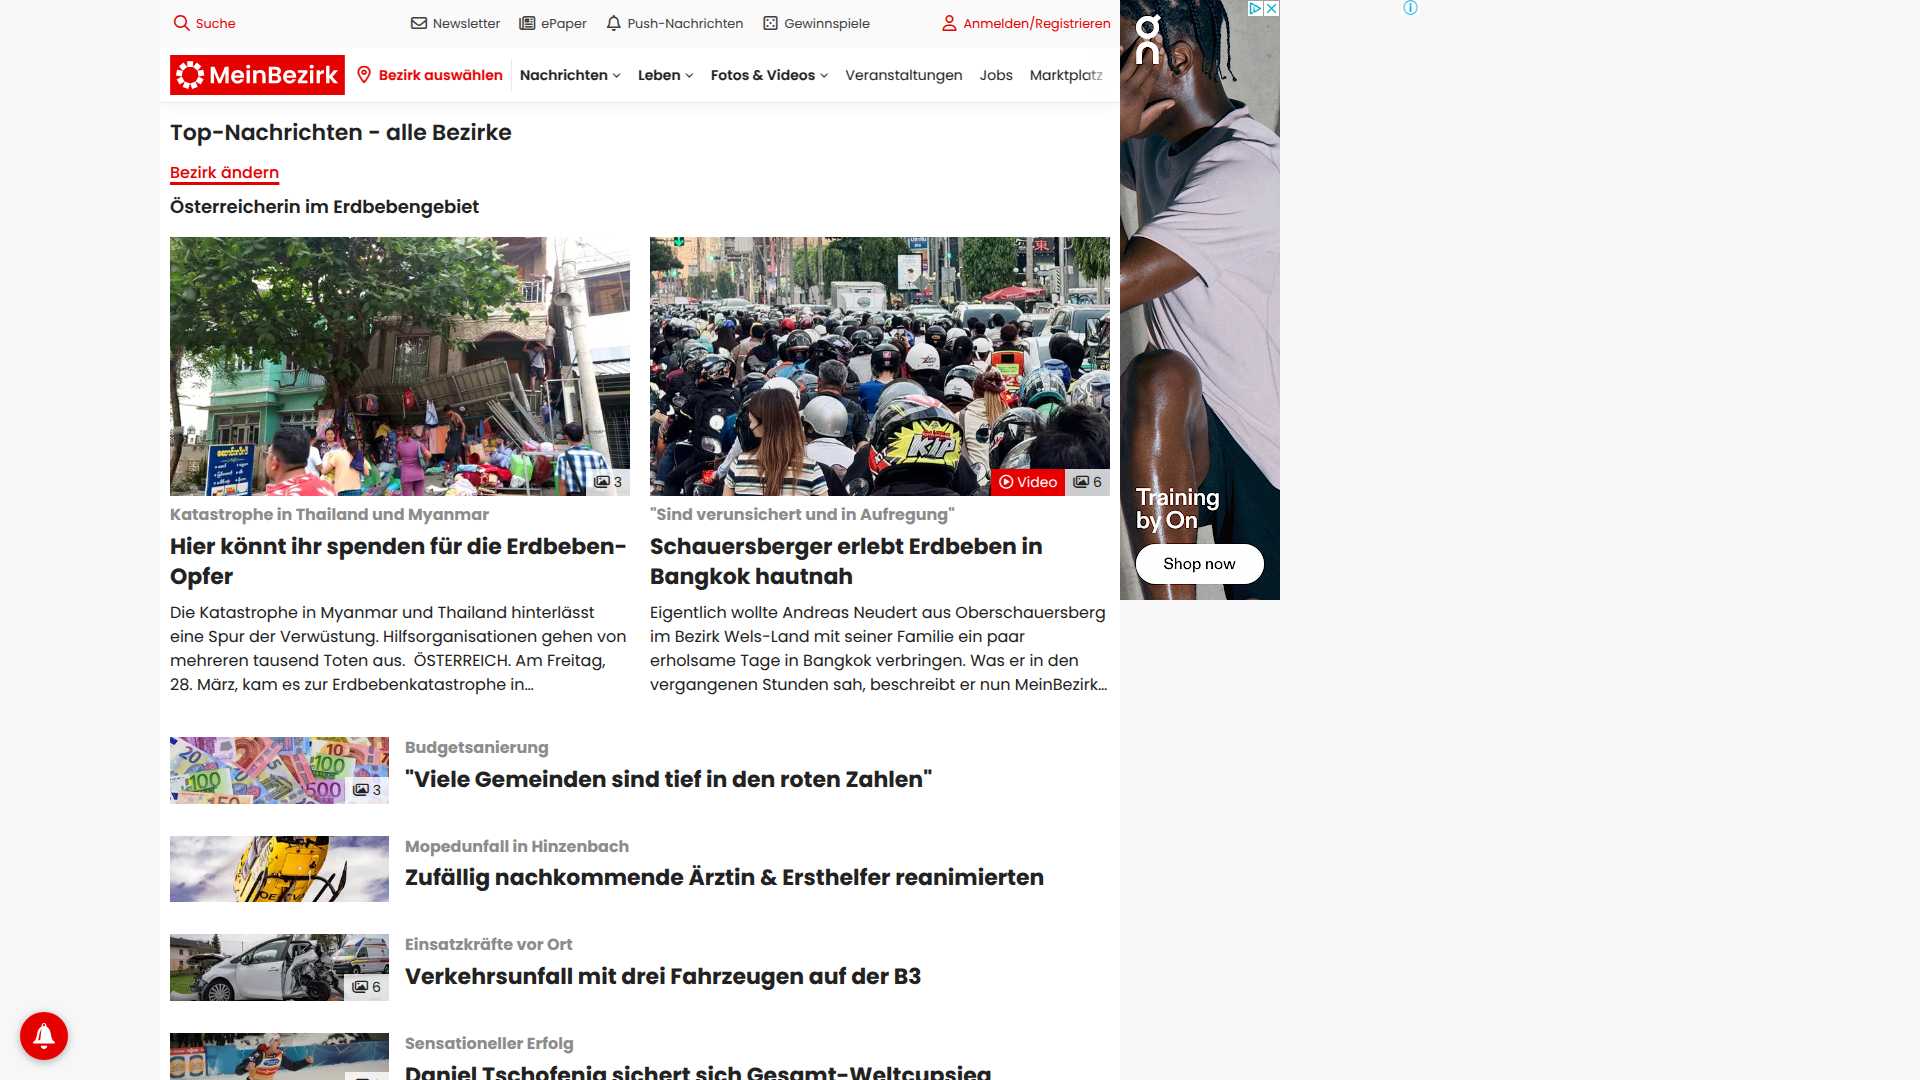 Suche
Newsletter
ePaper
Push-Nachrichten
Gewinnspiele
Anmelden/Registrieren
MeinBezirk
Bezirk auswählen
Nachrichten
Leben
Fotos & Videos
Veranstaltungen
Jobs
Marktplatz
Top-Nachrichten - alle Bezirke
Bezirk ändern
Österreicherin im Erdbebengebiet
3
Katastrophe in Thailand und Myanmar
Hier könnt ihr spenden für die Erdbeben-
Opfer
Die Katastrophe in Myanmar und Thailand hinterlässt
eine Spur der Verwüstung. Hilfsorganisationen gehen von
mehreren tausend Toten aus.  ÖSTERREICH. Am Freitag,
28. März, kam es zur Erdbebenkatastrophe in...
KiP
Video
6
"Sind verunsichert und in Aufregung"
Schauersberger erlebt Erdbeben in
Bangkok hautnah
Eigentlich wollte Andreas Neudert aus Oberschauersberg
im Bezirk Wels-Land mit seiner Familie ein paar
erholsame Tage in Bangkok verbringen. Was er in den
vergangenen Stunden sah, beschreibt er nun MeinBezirk...
3
Budgetsanierung
"Viele Gemeinden sind tief in den roten Zahlen"
Mopedunfall in Hinzenbach
Zufällig nachkommende Ärztin & Ersthelfer reanimierten
6
Einsatzkräfte vor Ort
Verkehrsunfall mit drei Fahrzeugen auf der B3
Sensationeller Erfolg
Daniel Tschofenig sichert sich Gesamt-Weltcupsieg
on
Training
by On
Shop now